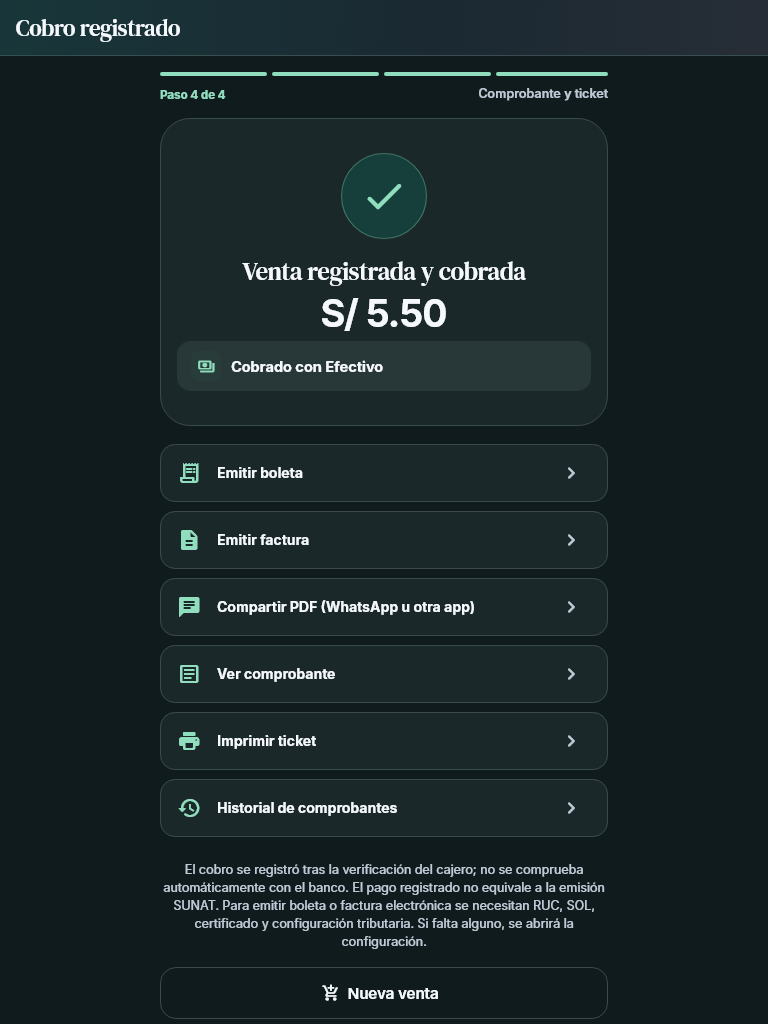 Cobro registrado
Paso 4 de 4
Comprobante y ticket
Venta registrada y cobrada
S/ 5.50
Cobrado con Efectivo
Emitir boleta
Emitir factura
Compartir PDF (WhatsApp u otra app)
Ver comprobante
Imprimir ticket
Historial de comprobantes
El cobro se registró tras la verificación del cajero; no se comprueba
automáticamente con el banco. El pago registrado no equivale a la emisión
SUNAT. Para emitir boleta o factura electrónica se necesitan RUC, SOL,
certificado y configuración tributaria. Si falta alguno, se abrirá la
configuración.
Nueva venta